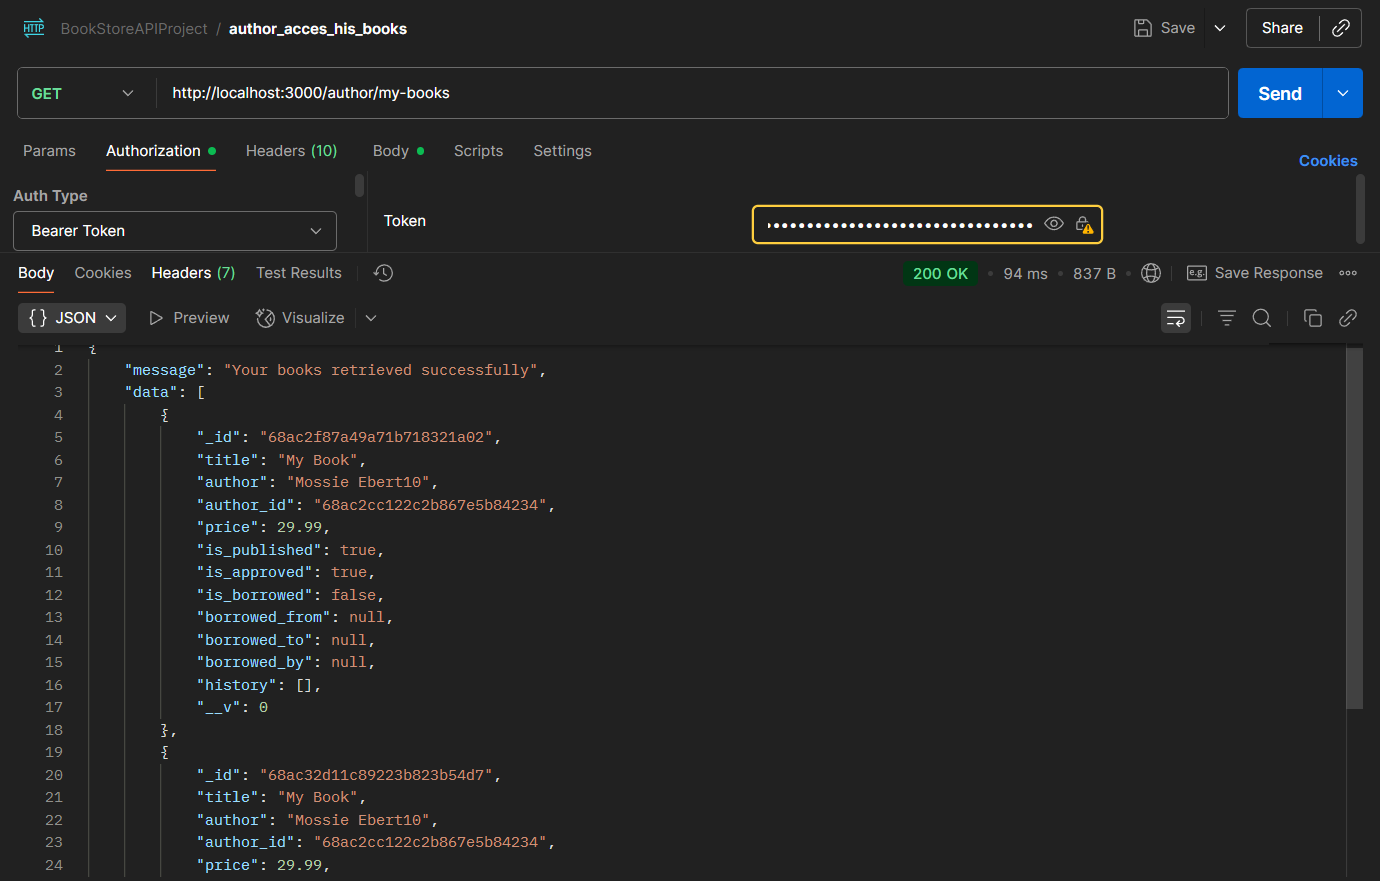 HTTP BookStoreAPIProject / author_acces_his_books Save Share
GET http://localhost:3000/author/my-books Send
Params Authorization Headers (10) Body Scripts Settings Cookies
Auth Type
Bearer Token
Token
Body Cookies Headers (7) Test Results 200 OK • 94 ms • 837 B • e.g. Save Response
{} JSON Preview Visualize
1 {
2 "message": "Your books retrieved successfully",
3 "data": [
4 {
5 "_id": "68ac2f87a49a71b718321a02",
6 "title": "My Book",
7 "author": "Mossie Ebert10",
8 "author_id": "68ac2cc122c2b867e5b84234",
9 "price": 29.99,
10 "is_published": true,
11 "is_approved": true,
12 "is_borrowed": false,
13 "borrowed_from": null,
14 "borrowed_to": null,
15 "borrowed_by": null,
16 "history": [],
17 "__v": 0
18 },
19 {
20 "_id": "68ac32d11c89223b823b54d7",
21 "title": "My Book",
22 "author": "Mossie Ebert10",
23 "author_id": "68ac2cc122c2b867e5b84234",
24 "price": 29.99,